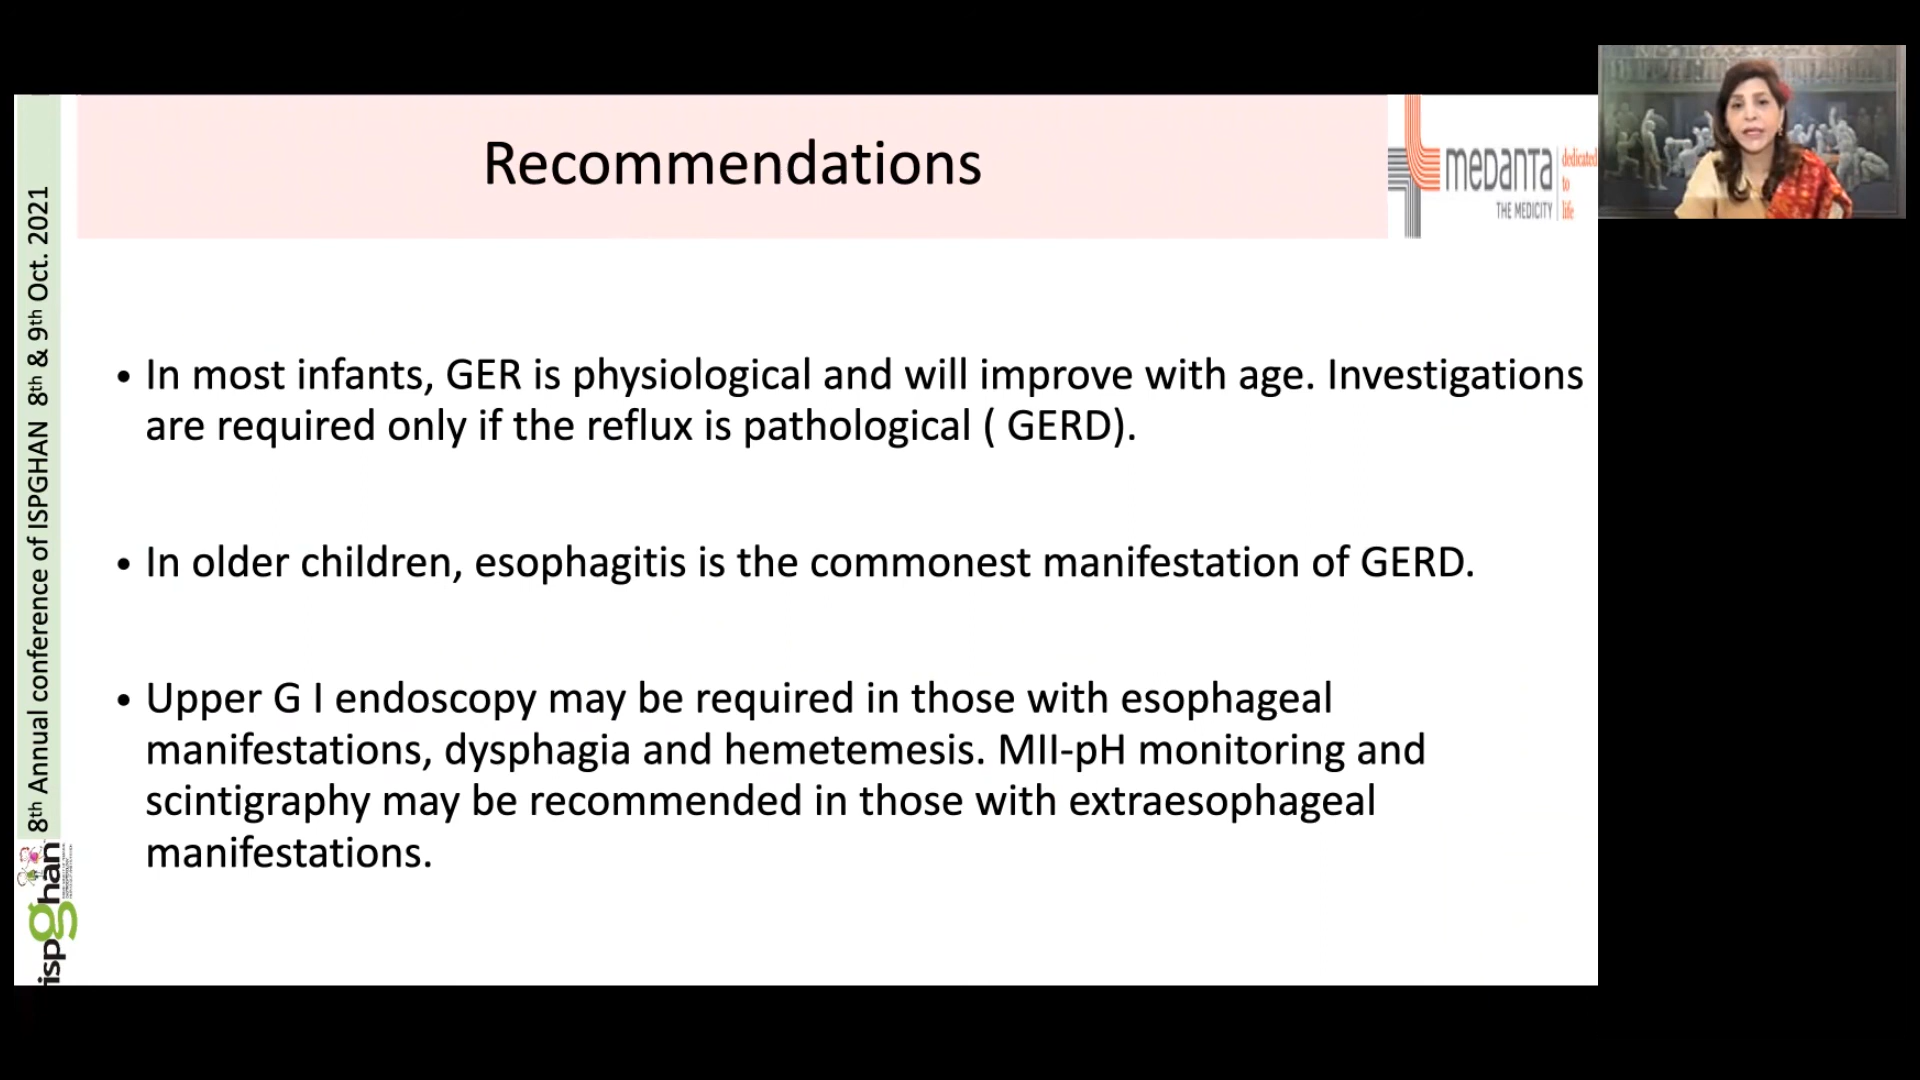 Recommendations
medanta
THE MEDICITY
dedicated
to
life
• In most infants, GER is physiological and will improve with age. Investigations
are required only if the reflux is pathological ( GERD).
• In older children, esophagitis is the commonest manifestation of GERD.
• Upper G I endoscopy may be required in those with esophageal
manifestations, dysphagia and hemetemesis. MII-pH monitoring and
scintigraphy may be recommended in those with extraesophageal
manifestations.
8th Annual conference of ISPGHAN 8th & 9th Oct. 2021
ispghan